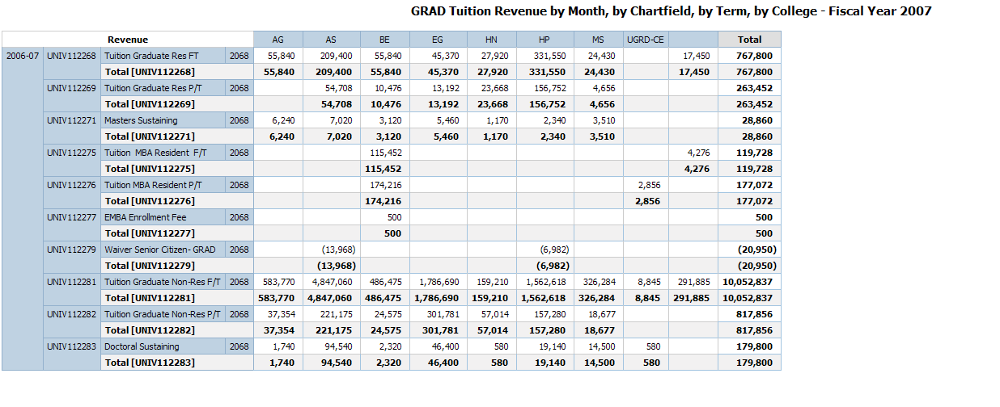 GRAD Tuition Revenue by Month, by Chartfield, by Term, by College - Fiscal Year 2007
Revenue AG AS BE EG HN HP MS UGRD-CE Total
2006-07 UNIV112268 Tuition Graduate Res FT 2068 55,840 209,400 55,840 45,370 27,920 331,550 24,430 17,450 767,800
Total [UNIV112268] 55,840 209,400 55,840 45,370 27,920 331,550 24,430 17,450 767,800
UNIV112269 Tuition Graduate Res P/T 2068 54,708 10,476 13,192 23,668 156,752 4,656 263,452
Total [UNIV112269] 54,708 10,476 13,192 23,668 156,752 4,656 263,452
UNIV112271 Masters Sustaining 2068 6,240 7,020 3,120 5,460 1,170 2,340 3,510 28,860
Total [UNIV112271] 6,240 7,020 3,120 5,460 1,170 2,340 3,510 28,860
UNIV112275 Tuition MBA Resident F/T 2068 115,452 4,276 119,728
Total [UNIV112275] 115,452 4,276 119,728
UNIV112276 Tuition MBA Resident P/T 2068 174,216 2,856 177,072
Total [UNIV112276] 174,216 2,856 177,072
UNIV112277 EMBA Enrollment Fee 2068 500 500
Total [UNIV112277] 500 500
UNIV112279 Waiver Senior Citizen- GRAD 2068 (13,968) (6,982) (20,950)
Total [UNIV112279] (13,968) (6,982) (20,950)
UNIV112281 Tuition Graduate Non-Res F/T 2068 583,770 4,847,060 486,475 1,786,690 159,210 1,562,618 326,284 8,845 291,885 10,052,837
Total [UNIV112281] 583,770 4,847,060 486,475 1,786,690 159,210 1,562,618 326,284 8,845 291,885 10,052,837
UNIV112282 Tuition Graduate Non-Res P/T 2068 37,354 221,175 24,575 301,781 57,014 157,280 18,677 817,856
Total [UNIV112282] 37,354 221,175 24,575 301,781 57,014 157,280 18,677 817,856
UNIV112283 Doctoral Sustaining 2068 1,740 94,540 2,320 46,400 580 19,140 14,500 580 179,800
Total [UNIV112283] 1,740 94,540 2,320 46,400 580 19,140 14,500 580 179,800